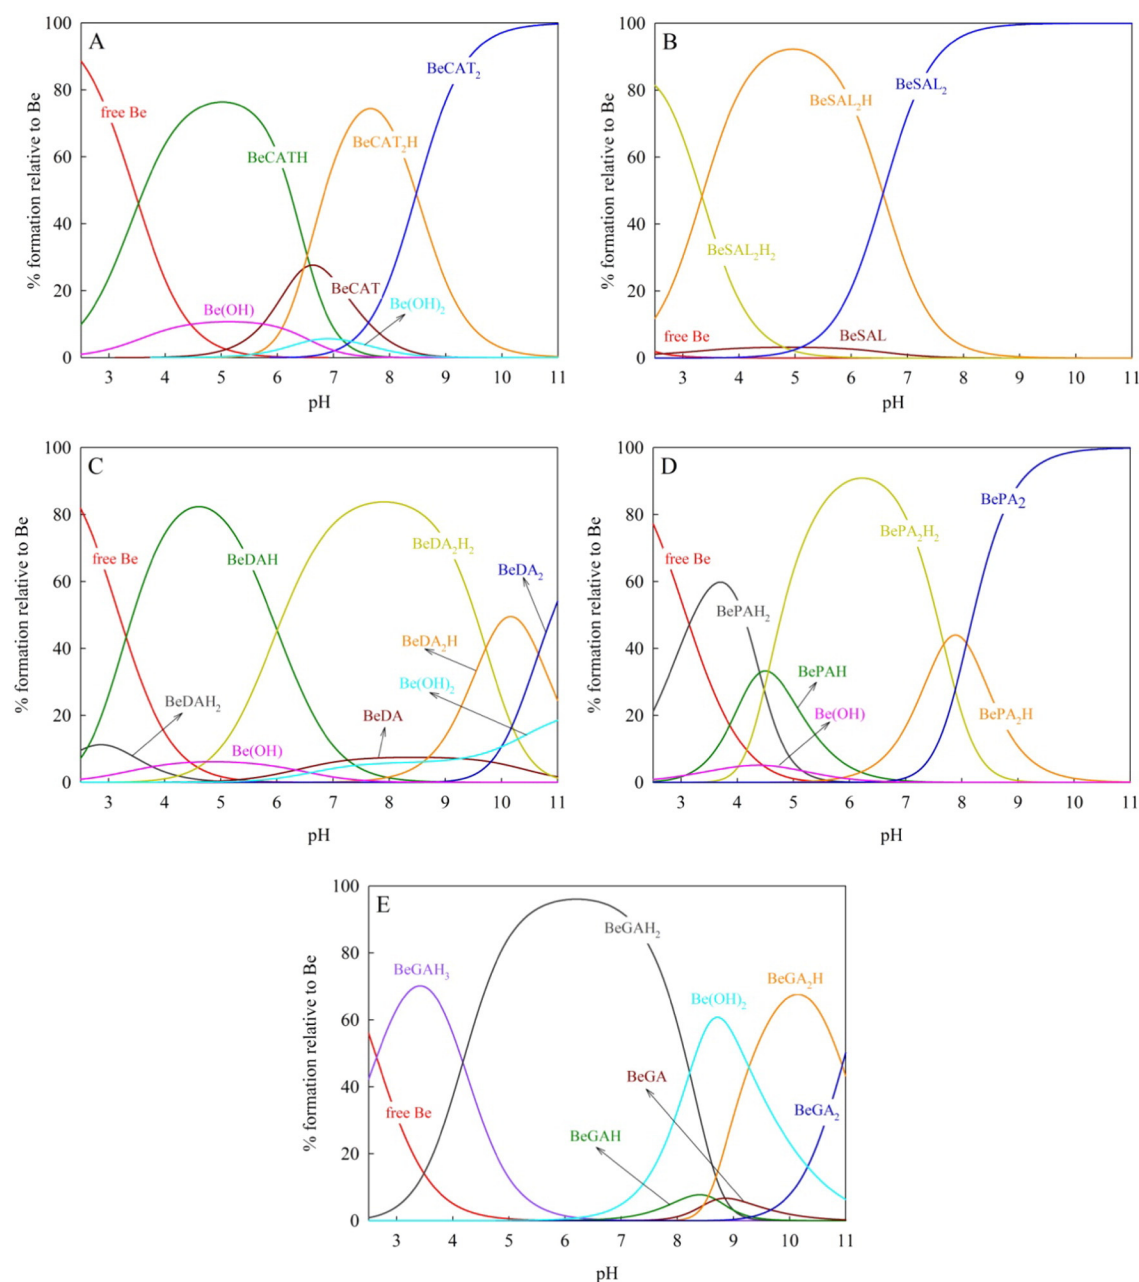 A
B
% formation relative to Be
100
80
60
40
20
0
free Be
BeCATH
BeCAT₂
BeCAT₂H
Be(OH)
BeCAT
Be(OH)₂
3 4 5 6 7 8 9 10 11
pH
% formation relative to Be
100
80
60
40
20
0
BeSAL₂H
BeSAL₂
BeSAL₂H₂
free Be
BeSAL
3 4 5 6 7 8 9 10 11
pH
C
% formation relative to Be
100
80
60
40
20
0
free Be
BeDAH
BeDA₂H₂
BeDA₂
BeDA₂H
Be(OH)₂
BeDAH₂
BeDA
Be(OH)
3 4 5 6 7 8 9 10 11
pH
D
% formation relative to Be
100
80
60
40
20
0
free Be
BePA₂H₂
BePA2
BePAH₂
BePAH
Be(OH)
BePA₂H
3 4 5 6 7 8 9 10 11
pH
E
% formation relative to Be
100
80
60
40
20
0
BeGAH₃
BeGAH₂
Be(OH)₂
BeGA₂H
BeGA
free Be
BeGAH
BeGA₂
3 4 5 6 7 8 9 10 11
pH